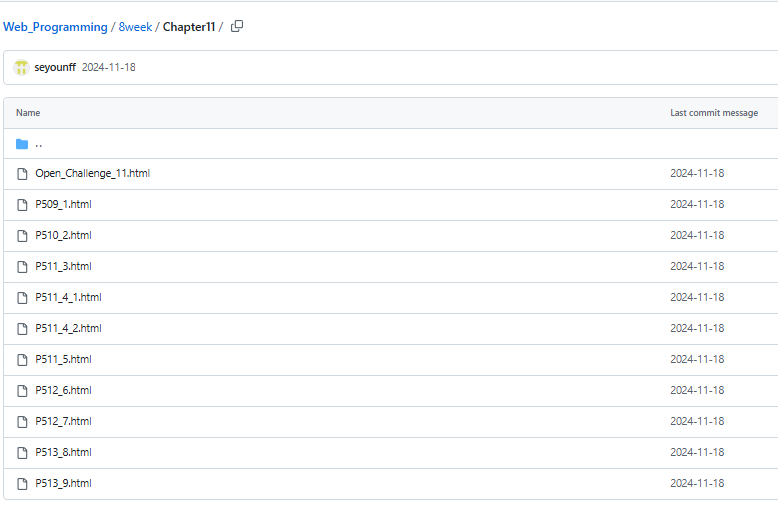 Web_Programming / 8week / Chapter11 /
seyounff 2024-11-18
Name Last commit message
..
Open_Challenge_11.html 2024-11-18
P509_1.html 2024-11-18
P510_2.html 2024-11-18
P511_3.html 2024-11-18
P511_4_1.html 2024-11-18
P511_4_2.html 2024-11-18
P511_5.html 2024-11-18
P512_6.html 2024-11-18
P512_7.html 2024-11-18
P513_8.html 2024-11-18
P513_9.html 2024-11-18